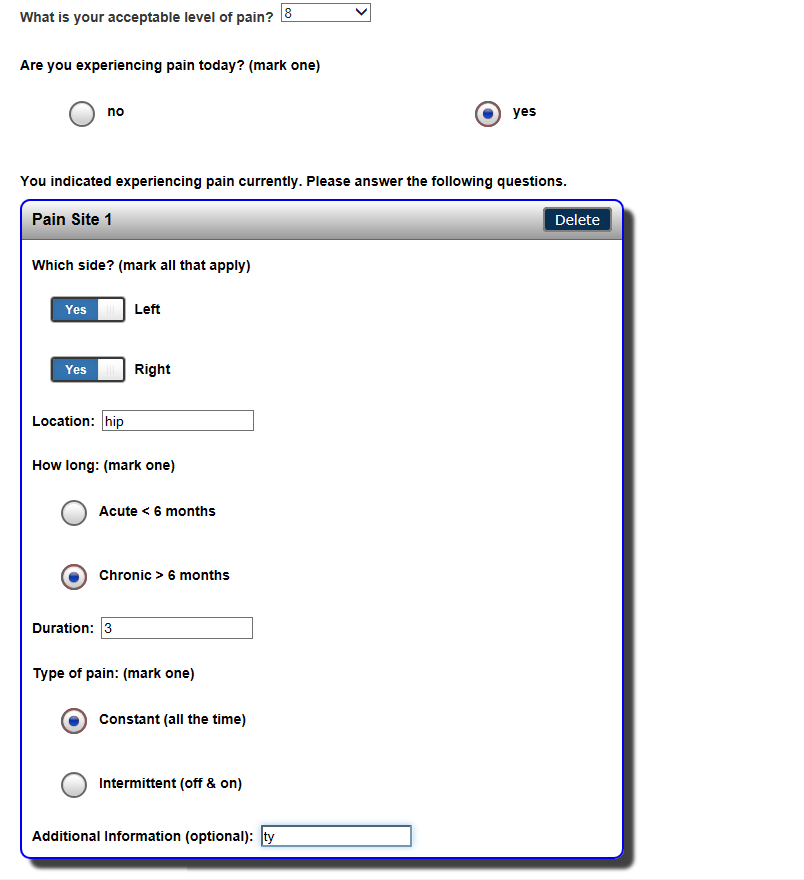 What is your acceptable level of pain? 8
Are you experiencing pain today? (mark one)
no yes
You indicated experiencing pain currently. Please answer the following questions.
Pain Site 1 Delete
Which side? (mark all that apply)
Yes Left
Yes Right
Location: hip
How long: (mark one)
Acute < 6 months
Chronic > 6 months
Duration: 3
Type of pain: (mark one)
Constant (all the time)
Intermittent (off & on)
Additional Information (optional): ty